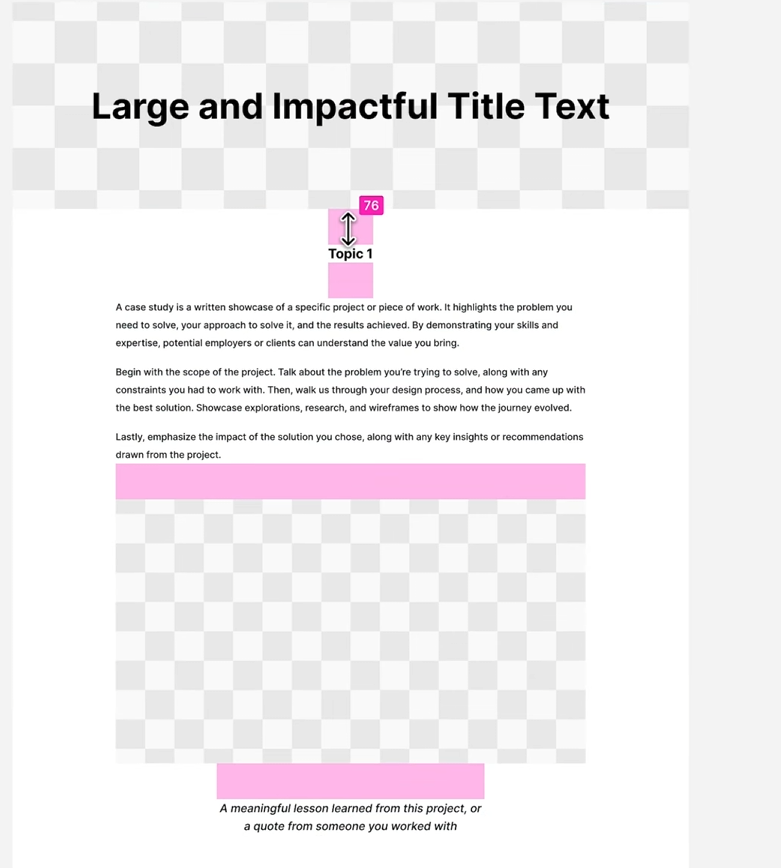 Large and Impactful Title Text
76
Topic 1
A case study is a written showcase of a specific project or piece of work. It highlights the problem you
need to solve, your approach to solve it, and the results achieved. By demonstrating your skills and
expertise, potential employers or clients can understand the value you bring.
Begin with the scope of the project. Talk about the problem you’re trying to solve, along with any
constraints you had to work with. Then, walk us through your design process, and how you came up with
the best solution. Showcase explorations, research, and wireframes to show how the journey evolved.
Lastly, emphasize the impact of the solution you chose, along with any key insights or recommendations
drawn from the project.
A meaningful lesson learned from this project, or
a quote from someone you worked with